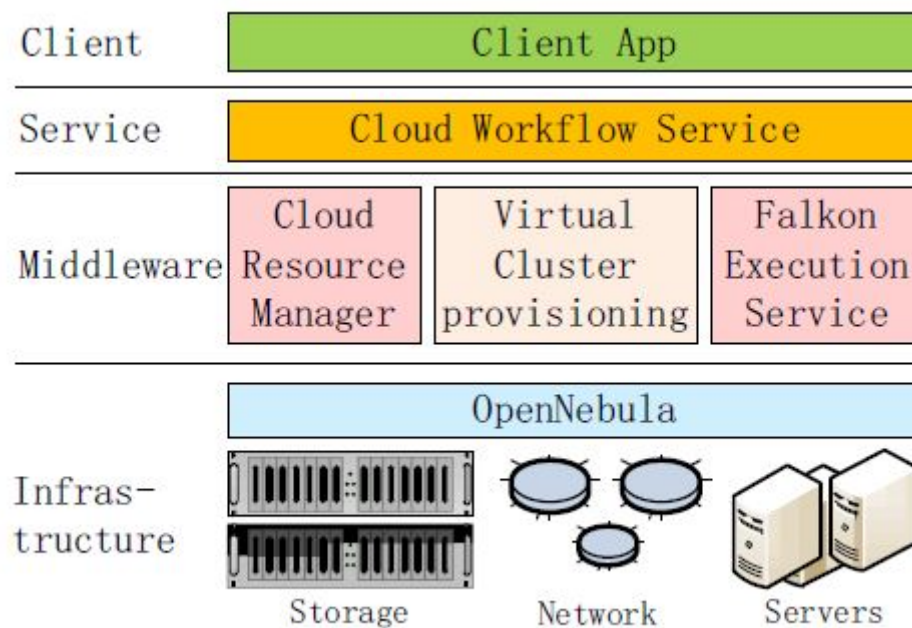 Client
Client App
Service
Cloud Workflow Service
Middleware
Cloud
Resource
Manager
Virtual
Cluster
provisioning
Falkon
Execution
Service
OpenNebula
Infras-
tructure
Storage
Network
Servers